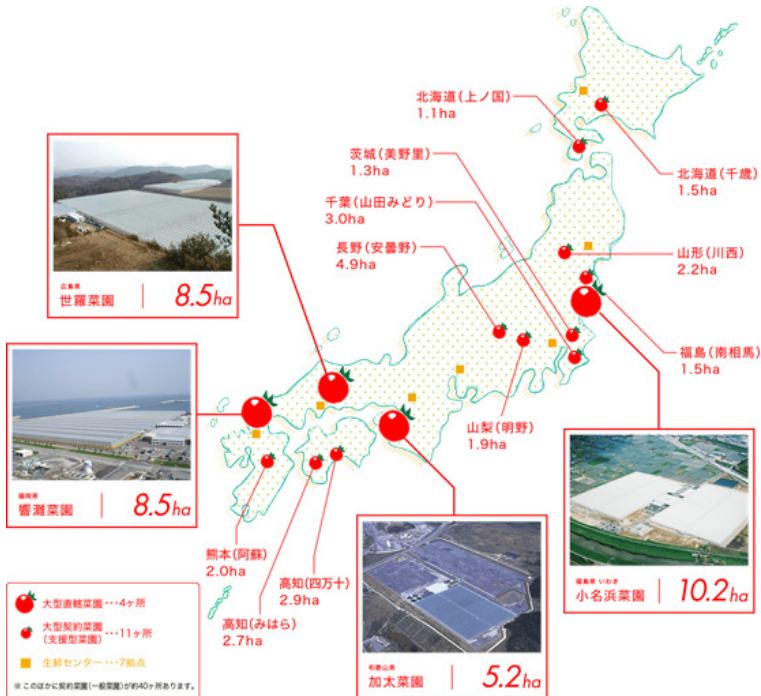 北海道(上ノ国)
1.1ha
茨城(美野里)
1.3ha
千葉(山田みどり)
3.0ha
長野(安曇野)
4.9ha
北海道(千歳)
1.5ha
山形(川西)
2.2ha
福島(南相馬)
1.5ha
山梨(明野)
1.9ha
広島県
世羅菜園
8.5ha
福岡県
響灘菜園
8.5ha
熊本(阿蘇)
2.0ha
高知(四万十)
2.9ha
高知(みはら)
2.7ha
和歌山県
加太菜園
5.2ha
福島県 いわき
小名浜菜園
10.2ha
大型直轄菜園・・・4ヶ所
大型契約菜園
(支援型菜園)・・・11ヶ所
生鮮センター・・・7拠点
※このほかに契約菜園(一般菜園)が約40ヶ所あります。